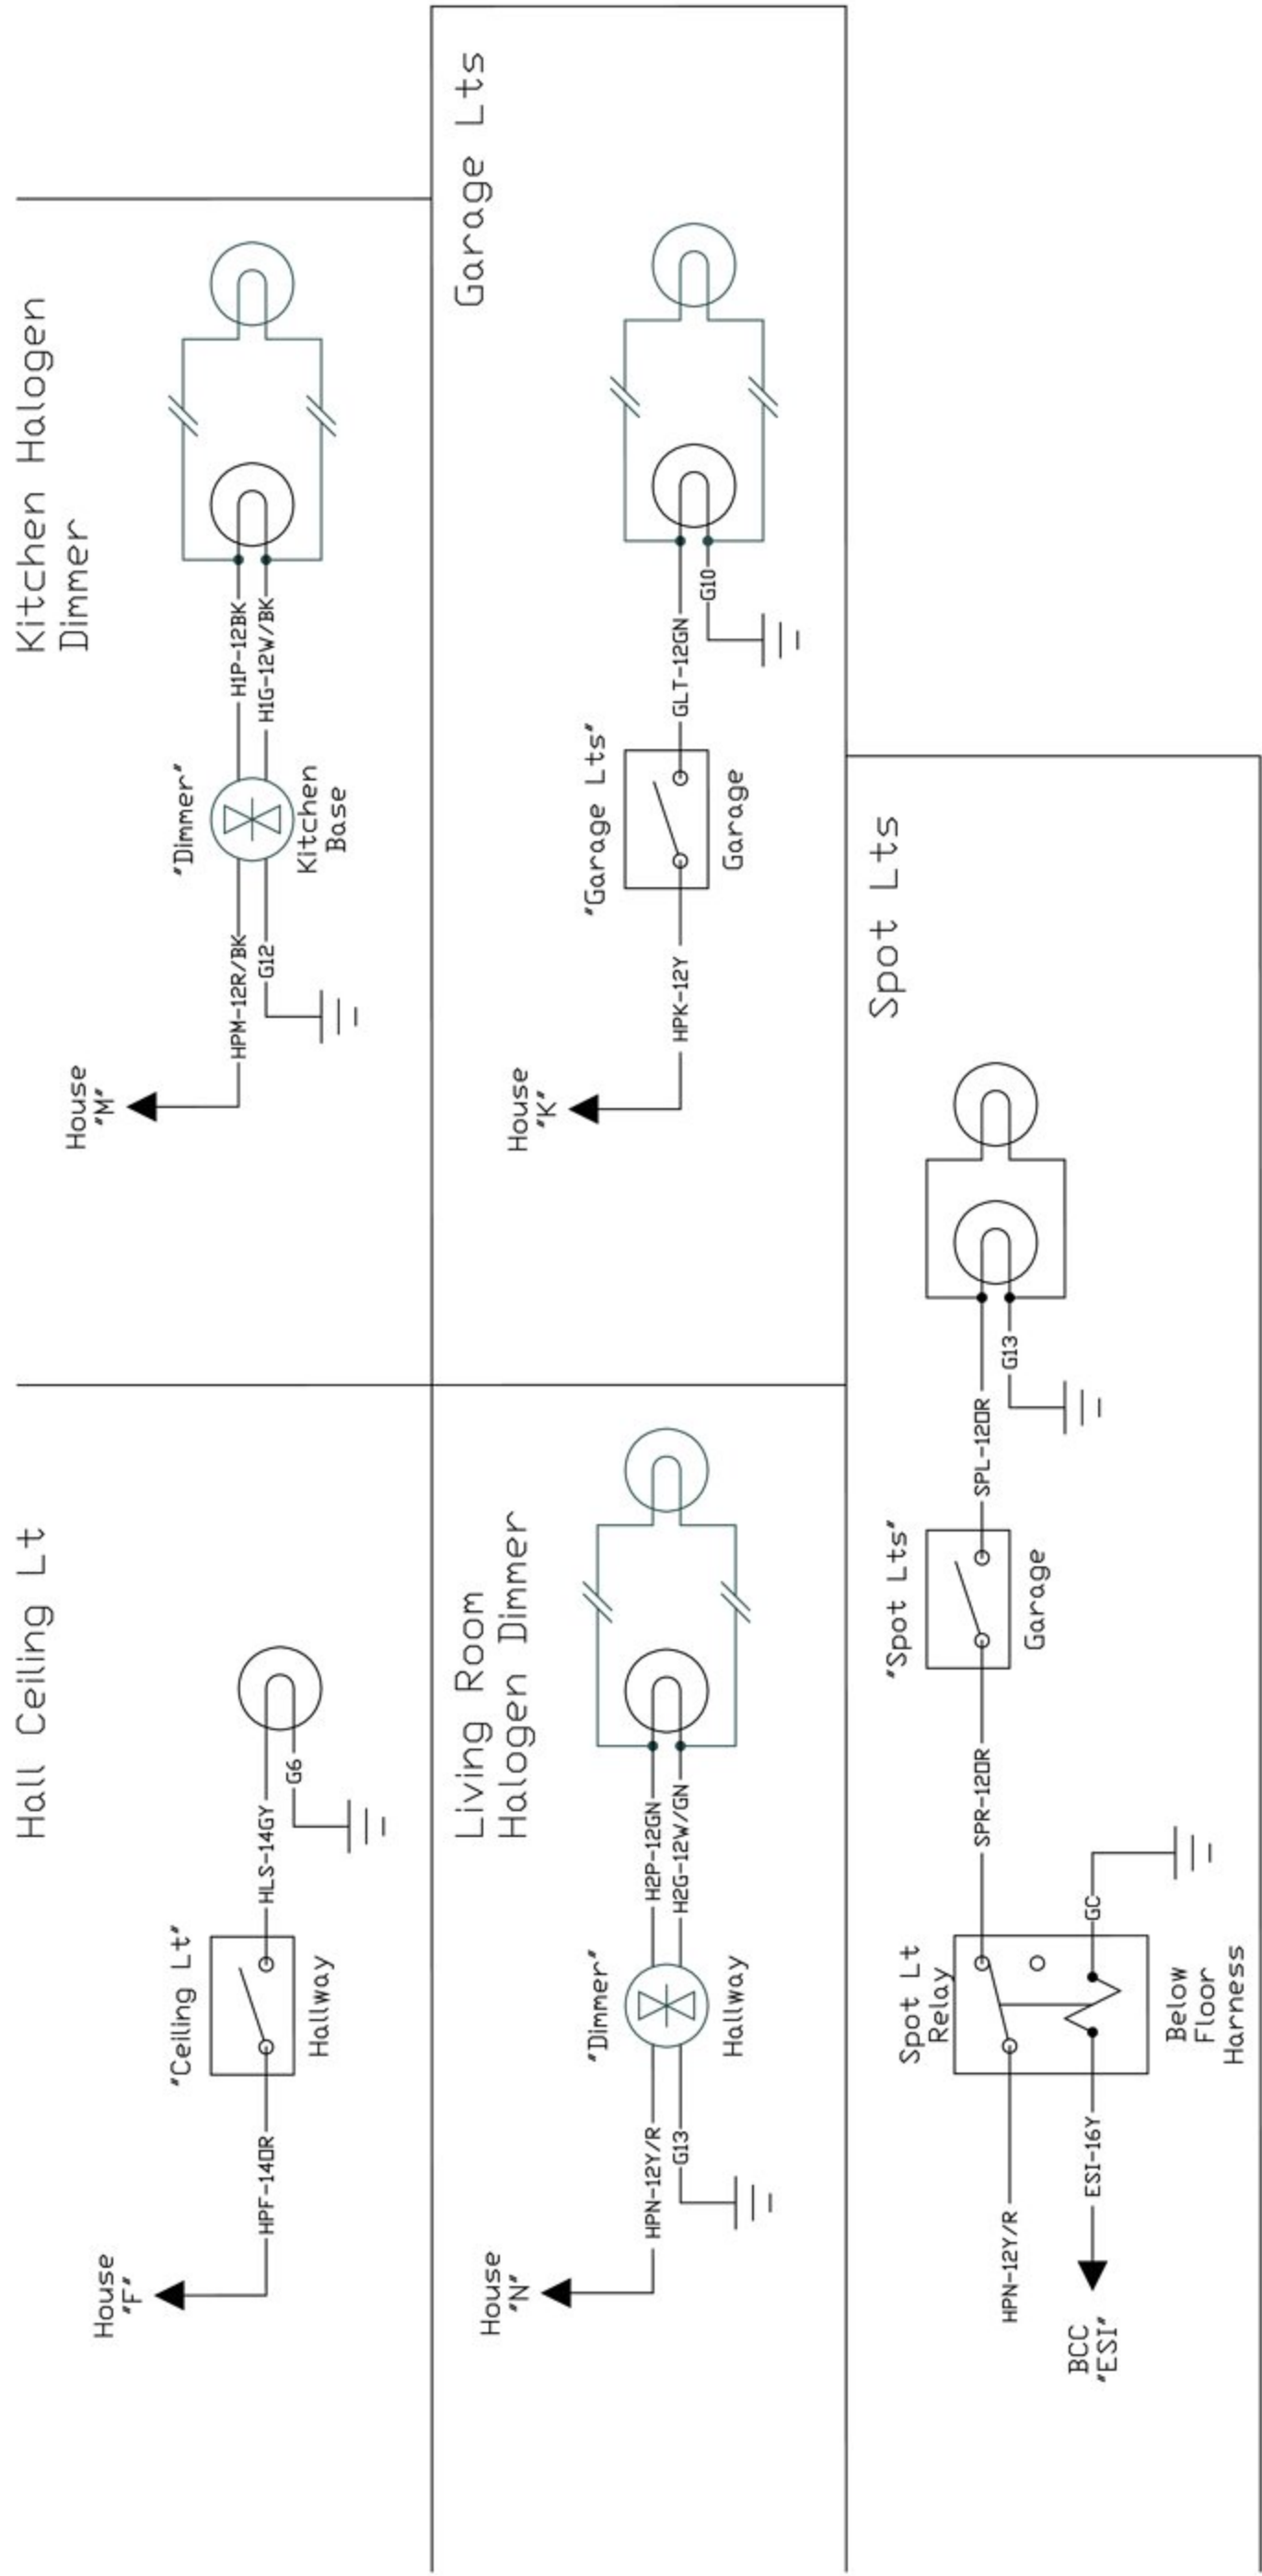 Hall Ceiling Lt
House
"F"
HPF-14OR
"Ceiling Lt"
Hallway
HLS-14GY
G6
Kitchen Halogen
Dimmer
House
"M"
HPM-12R/BK
G12
"Dimmer"
Kitchen
Base
H1P-12BK
H1G-12W/BK
Living Room
Halogen Dimmer
House
"N"
HPN-12Y/R
G13
"Dimmer"
Hallway
H2P-12GN
H2G-12W/GN
Garage Lts
House
"K"
HPK-12Y
"Garage Lts"
Garage
GLT-12GN
G10
Spot Lts
HPN-12Y/R
BCC
"ESI"
ESI-16Y
Spot Lt
Relay
Below
Floor
Harness
GC
SPR-12OR
"Spot Lts"
Garage
SPL-12OR
G13